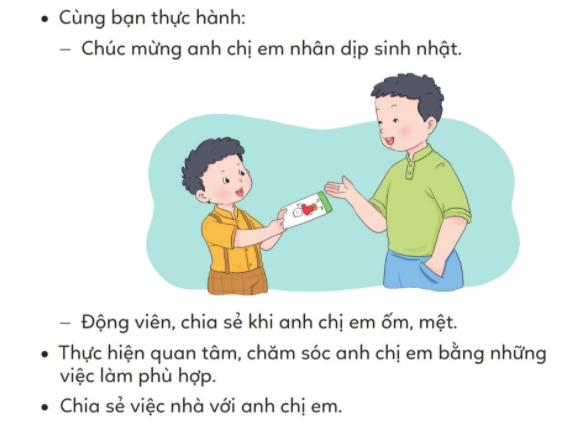 • Cùng bạn thực hành:
– Chúc mừng anh chị em nhân dịp sinh nhật.
– Động viên, chia sẻ khi anh chị em ốm, mệt.
• Thực hiện quan tâm, chăm sóc anh chị em bằng những
việc làm phù hợp.
• Chia sẻ việc nhà với anh chị em.